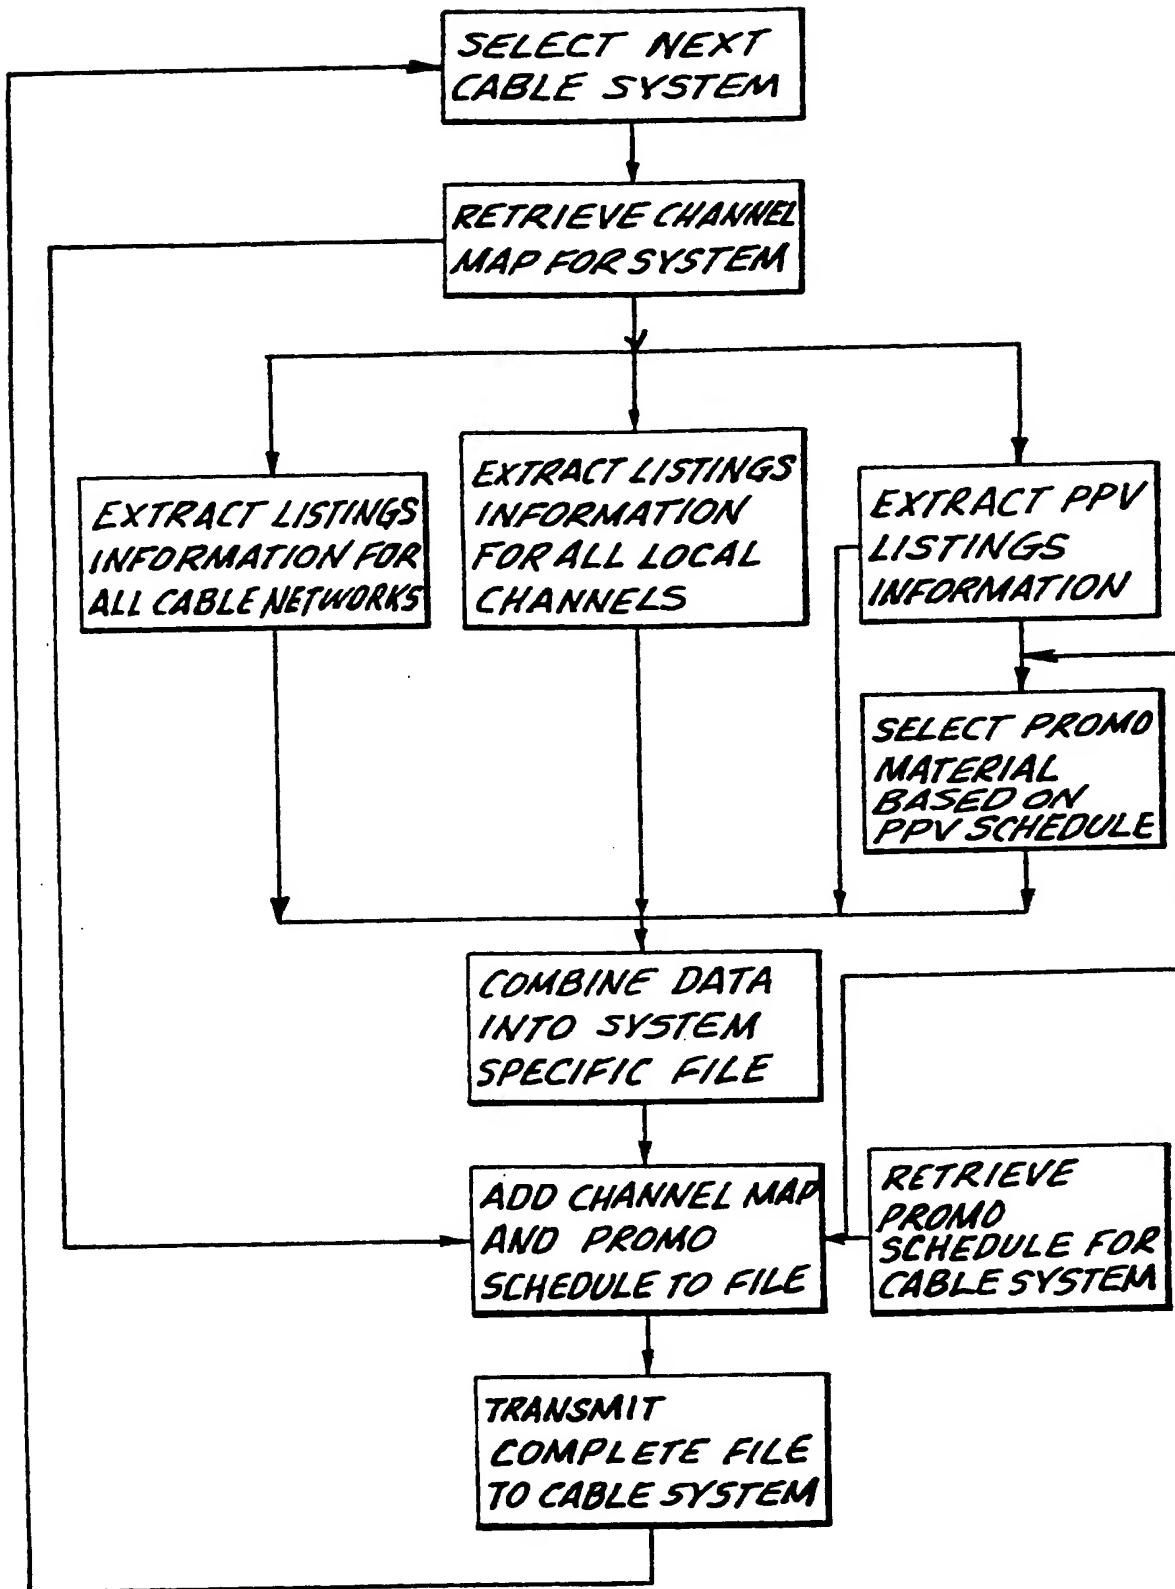 SELECT NEXT
CABLE SYSTEM
RETRIEVE CHANNEL
MAP FOR SYSTEM
EXTRACT LISTINGS
INFORMATION FOR
ALL CABLE NETWORKS
EXTRACT LISTINGS
INFORMATION
FOR ALL LOCAL
CHANNELS
EXTRACT PPV
LISTINGS
INFORMATION
SELECT PROMO
MATERIAL
BASED ON
PPV SCHEDULE
COMBINE DATA
INTO SYSTEM
SPECIFIC FILE
ADD CHANNEL MAP
AND PROMO
SCHEDULE TO FILE
RETRIEVE
PROMO
SCHEDULE FOR
CABLE SYSTEM
TRANSMIT
COMPLETE FILE
TO CABLE SYSTEM